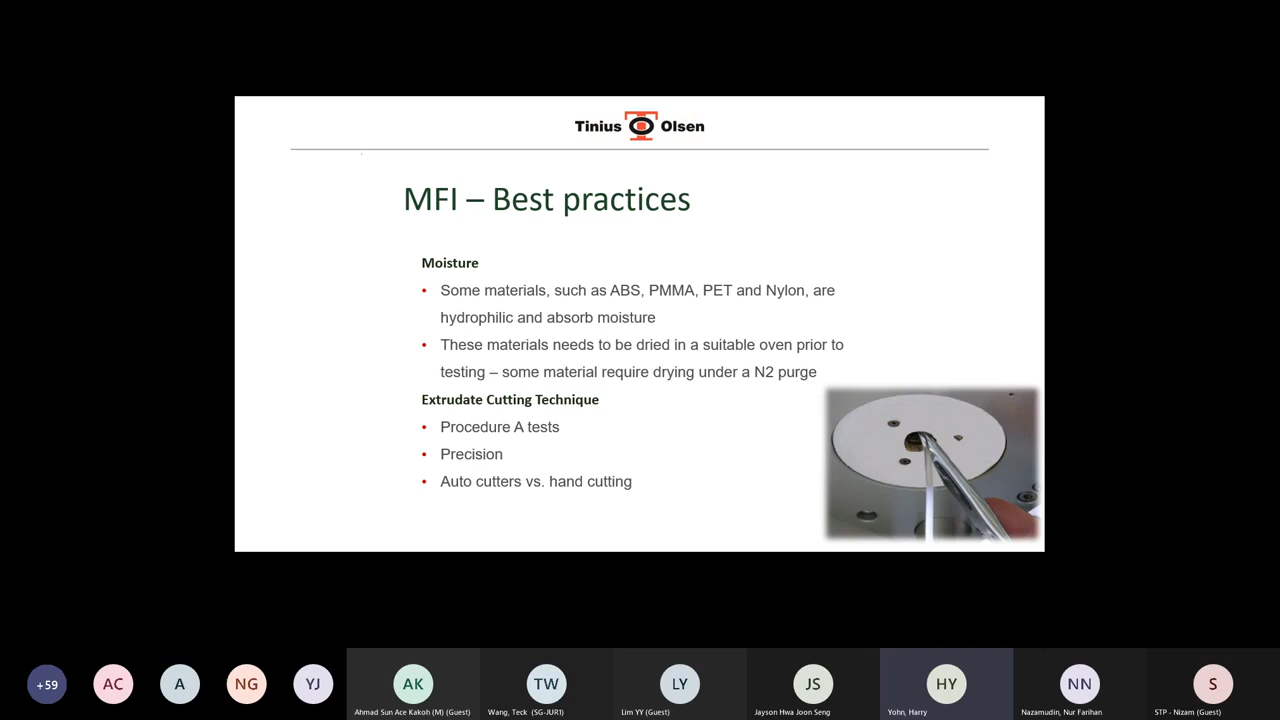 Tinius Olsen
MFI – Best practices
Moisture
• Some materials, such as ABS, PMMA, PET and Nylon, are
hydrophilic and absorb moisture
• These materials needs to be dried in a suitable oven prior to
testing – some material require drying under a N2 purge
Extrudate Cutting Technique
• Procedure A tests
• Precision
• Auto cutters vs. hand cutting
+59 AC A NG YJ AK TW LY JS HY NN S
Ahmad Sun Ace Kakoh (M) (Guest) Wang, Teck (SG-JUR1) Lim YY (Guest) Jayson Hwa Joon Seng Yohn, Harry Nazamudin, Nur Farihan STP - Nizam (Guest)